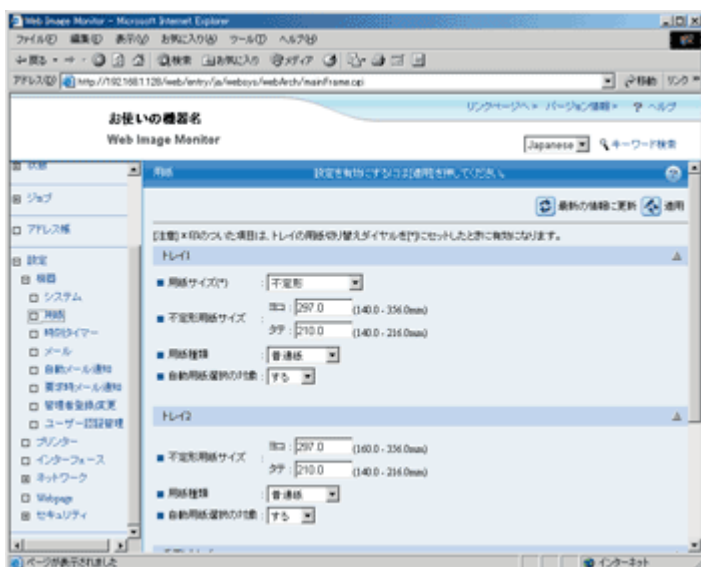 Web Image Monitor - Microsoft Internet Explorer
ファイル(F) 編集(E) 表示(V) お気に入り(A) ツール(T) ヘルプ(H)
戻る 検索 お気に入り メディア
アドレス(D) http://192.168.1.128/web/entry/ja/websys/webArch/mainFrame.cgi 移動 リンク
リンクページへ バージョン情報 ? ヘルプ
お使いの機器名
Web Image Monitor
Japanese キーワード検索
状態
ジョブ
アドレス帳
設定
機器
システム
用紙
時刻タイマー
メール
自動メール通知
要求時メール通知
管理者登録/変更
ユーザー認証管理
プリンター
インターフェース
ネットワーク
Webpage
セキュリティ
用紙 設定を有効にするには[適用]を押してください。
最新の情報に更新 適用
[注意] *印のついた項目は、トレイの用紙切り替えダイヤルを[*]にセットしたときに有効になります。
トレイ1
用紙サイズ(*) : 不定形
不定形用紙サイズ : ヨコ : 297.0 (140.0 - 356.0mm)
タテ : 210.0 (140.0 - 216.0mm)
用紙種類 : 普通紙
自動用紙選択の対象 : する
トレイ2
不定形用紙サイズ : ヨコ : 297.0 (160.0 - 356.0mm)
タテ : 210.0 (140.0 - 216.0mm)
用紙種類 : 普通紙
自動用紙選択の対象 : する
ページが表示されました インターネット